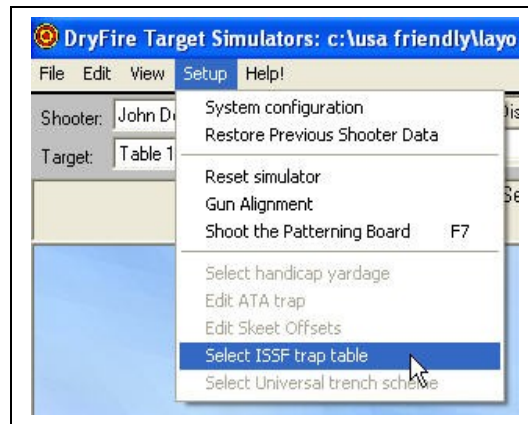 DryFire Target Simulators: c:\usa friendly\layo
File Edit View Setup Help!
Shooter: John D
Target: Table 1
System configuration
Restore Previous Shooter Data
Reset simulator
Gun Alignment
Shoot the Patterning Board F7
Select handicap yardage
Edit ATA trap
Edit Skeet Offsets
Select ISSF trap table
Select Universal trench scheme